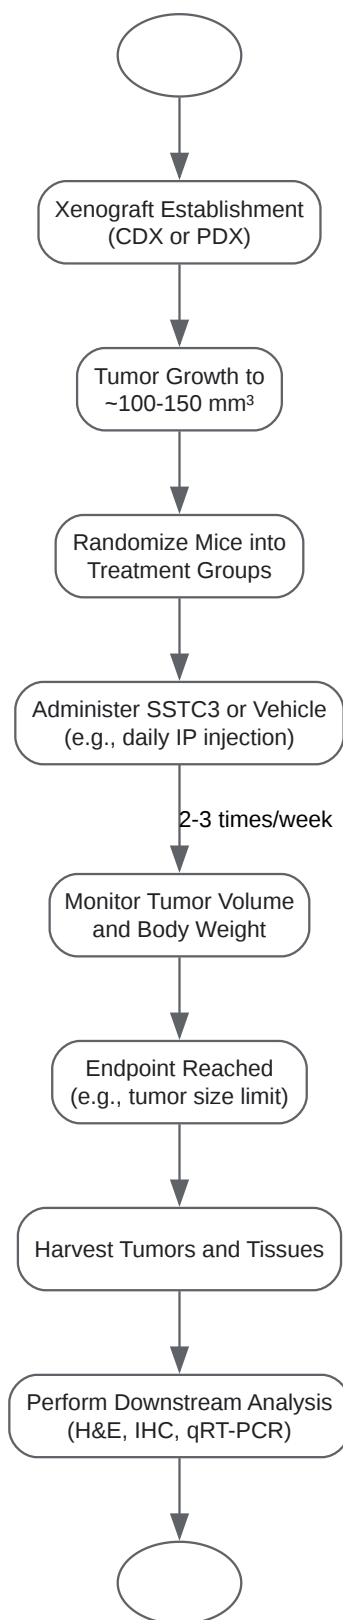 Xenograft Establishment
(CDX or PDX)
Tumor Growth to
~100-150 mm³
Randomize Mice into
Treatment Groups
Administer SSTC3 or Vehicle
(e.g., daily IP injection)
2-3 times/week
Monitor Tumor Volume
and Body Weight
Endpoint Reached
(e.g., tumor size limit)
Harvest Tumors and Tissues
Perform Downstream Analysis
(H&E, IHC, qRT-PCR)